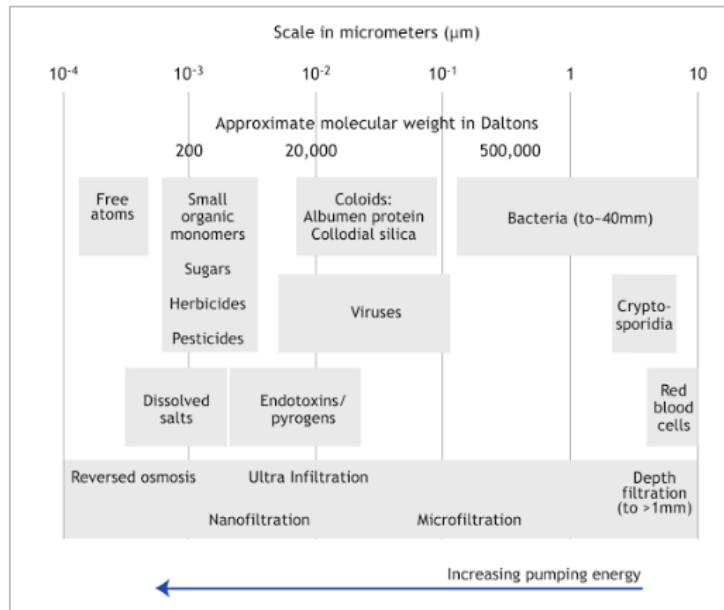 Scale in micrometers (μm)
10⁻⁴ 10⁻³ 10⁻² 10⁻¹ 1 10
Approximate molecular weight in Daltons
200 20,000 500,000
Free
atoms
Small
organic
monomers
Sugars
Herbicides
Pesticides
Coloids:
Albumen protein
Collodial silica
Bacteria (to~40mm)
Viruses
Crypto-
sporidia
Dissolved
salts
Endotoxins/
pyrogens
Red
blood
cells
Reversed osmosis
Nanofiltration
Ultra Infiltration
Microfiltration
Depth
filtration
(to >1mm)
Increasing pumping energy